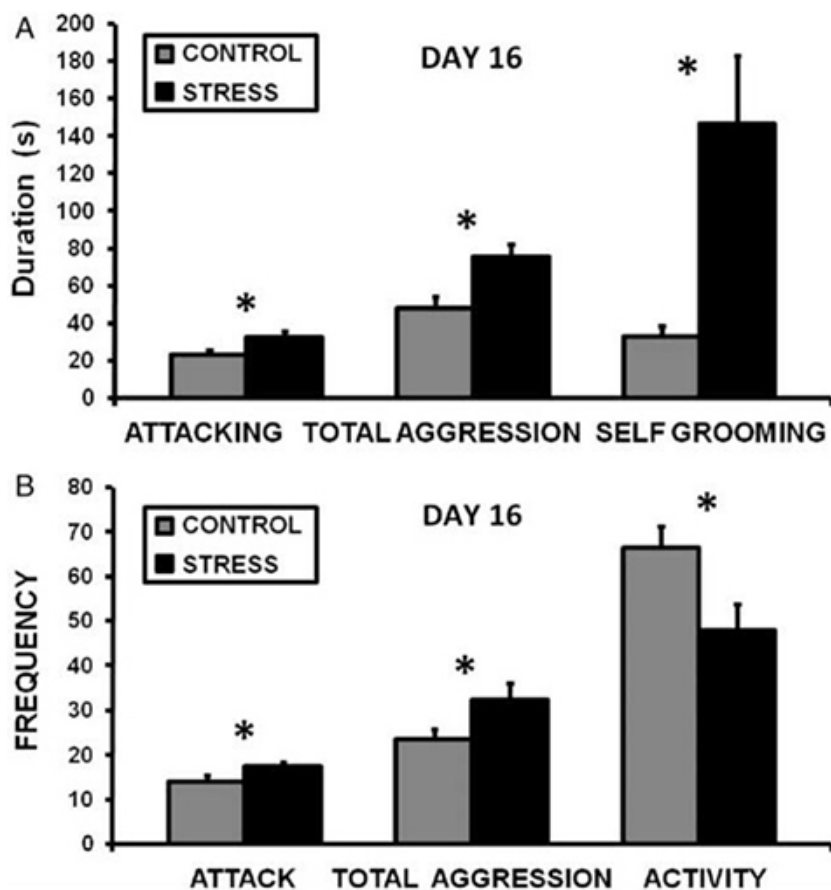 A
200
180
160
140
120
100
80
60
40
20
0
Duration (s)
CONTROL
STRESS
DAY 16
*
*
*
ATTACKING TOTAL AGGRESSION SELF GROOMING
B
80
70
60
50
40
30
20
10
0
FREQUENCY
CONTROL
STRESS
DAY 16
*
*
*
ATTACK TOTAL AGGRESSION ACTIVITY